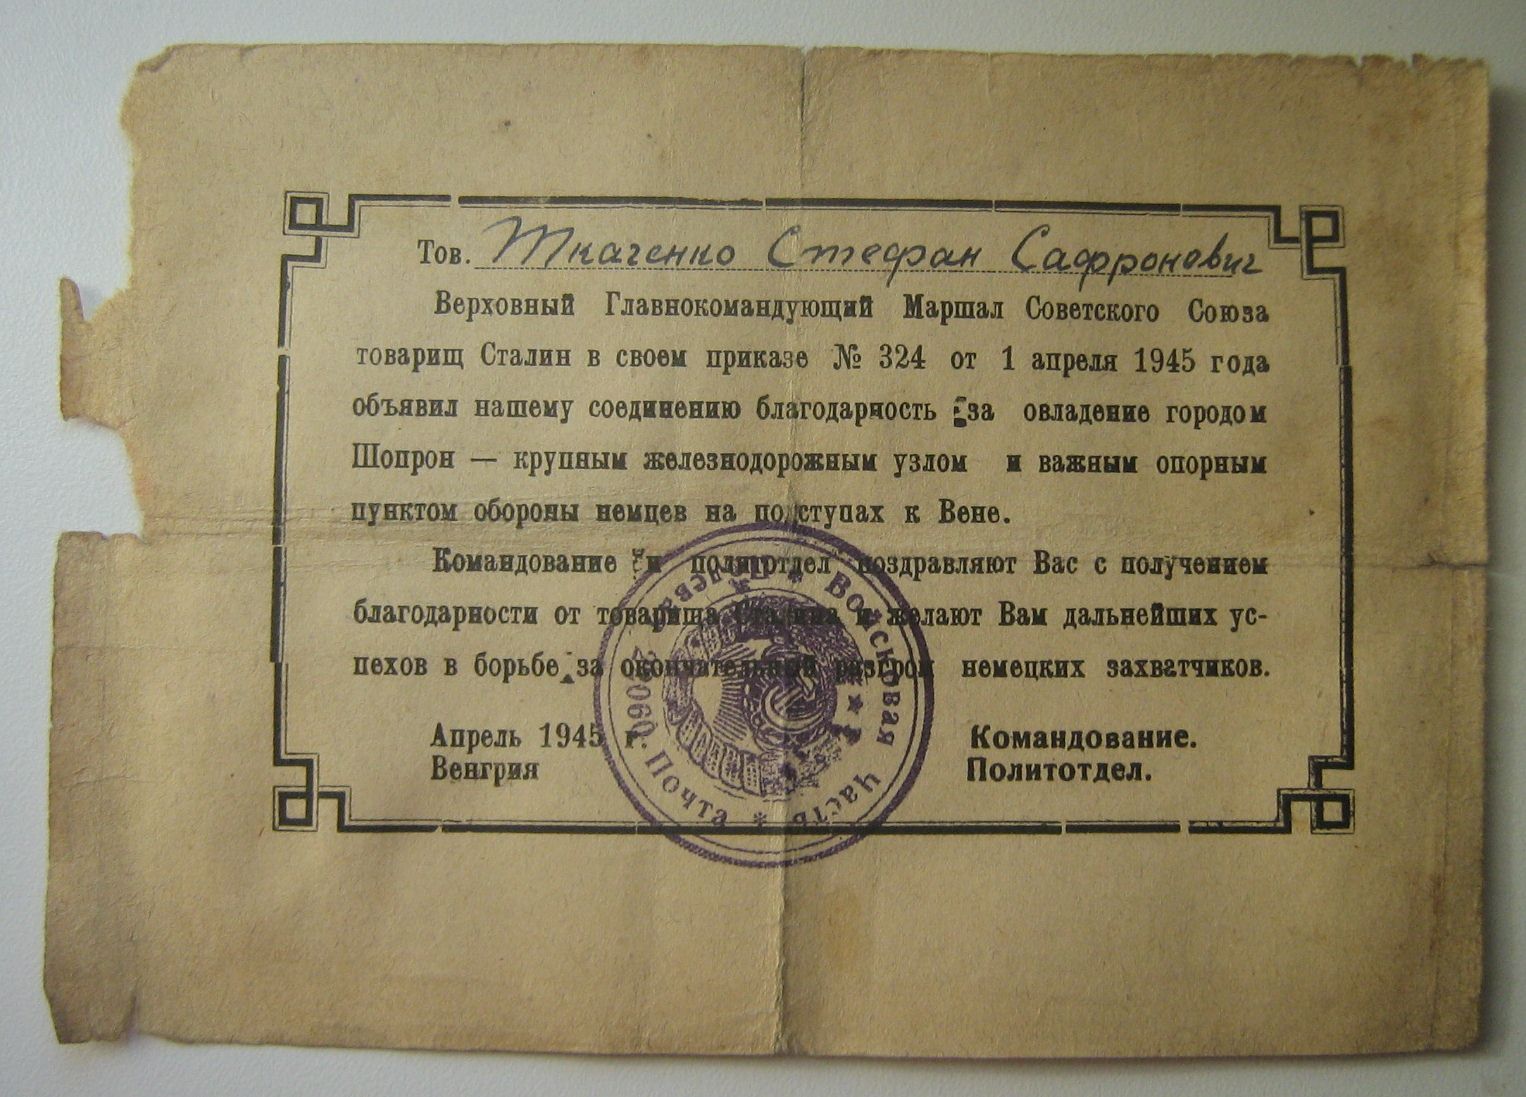 Тов. Ткаченко Стефан Сафронович
Верховный Главнокомандующий Маршал Советского Союза
товарищ Сталин в своем приказе № 324 от 1 апреля 1945 года
объявил нашему соединению благодарность за овладение городом
Шопрон — крупным железнодорожным узлом и важным опорным
пунктом обороны немцев на подступах к Вене.
Командование и политотдел поздравляют Вас с получением
благодарности от товарища Сталина и желают Вам дальнейших ус-
пехов в борьбе за окончательный разгром немецких захватчиков.
Апрель 1945 г.
Венгрия
Командование.
Политотдел.
Войсковая Часть * Почта